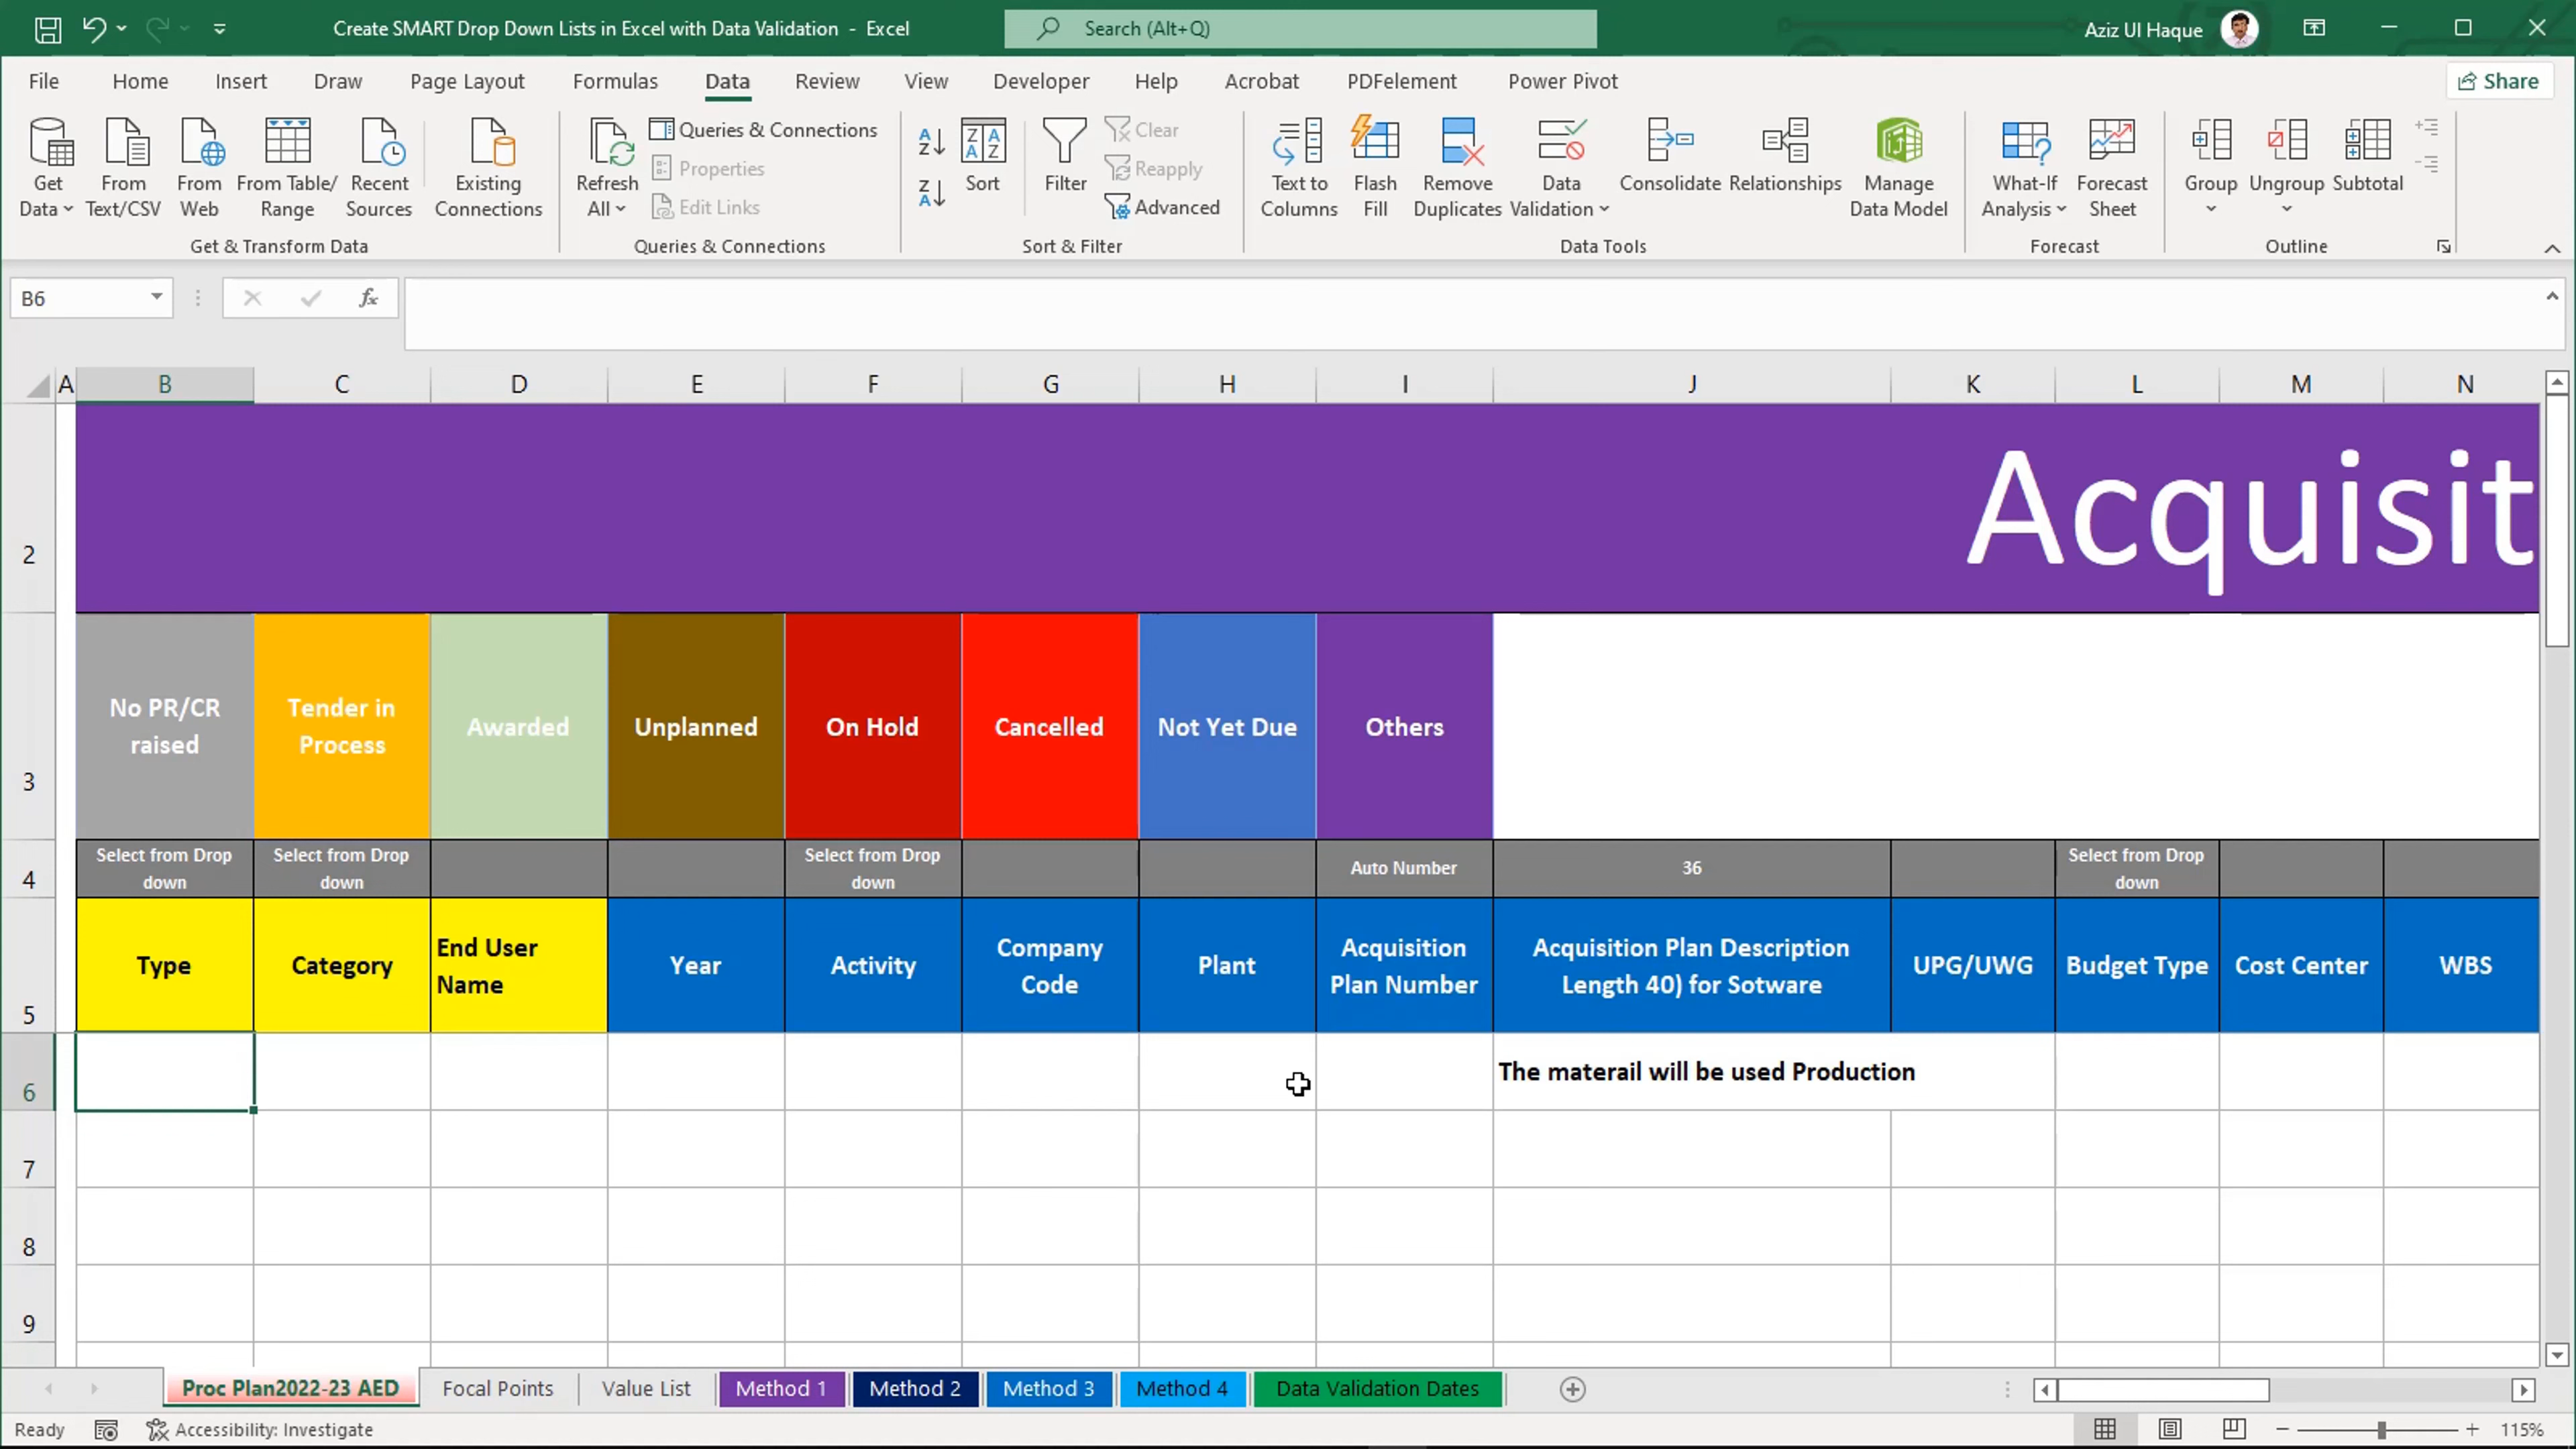 Create SMART Drop Down Lists in Excel with Data Validation - Excel
Search (Alt+Q)
Aziz Ul Haque
File Home Insert Draw Page Layout Formulas Data Review View Developer Help Acrobat PDFelement Power Pivot
Share
Get Data
From Text/CSV
From Web
From Table/ Range
Recent Sources
Existing Connections
Get & Transform Data
Refresh All
Queries & Connections
Properties
Edit Links
Queries & Connections
Sort
Filter
Clear
Reapply
Advanced
Sort & Filter
Text to Columns
Flash Fill
Remove Duplicates
Data Validation
Consolidate
Relationships
Manage Data Model
Data Tools
What-If Analysis
Forecast Sheet
Forecast
Group
Ungroup
Subtotal
Outline
B6
fx
A B C D E F G H I J K L M N
2
Acquisit
3
No PR/CR raised
Tender in Process
Awarded
Unplanned
On Hold
Cancelled
Not Yet Due
Others
4
Select from Drop down
Select from Drop down
Select from Drop down
Auto Number
36
Select from Drop down
5
Type
Category
End User Name
Year
Activity
Company Code
Plant
Acquisition Plan Number
Acquisition Plan Description Length 40) for Sotware
UPG/UWG
Budget Type
Cost Center
WBS
6
The materail will be used Production
7
8
9
Proc Plan2022-23 AED
Focal Points
Value List
Method 1
Method 2
Method 3
Method 4
Data Validation Dates
Ready
Accessibility: Investigate
115%